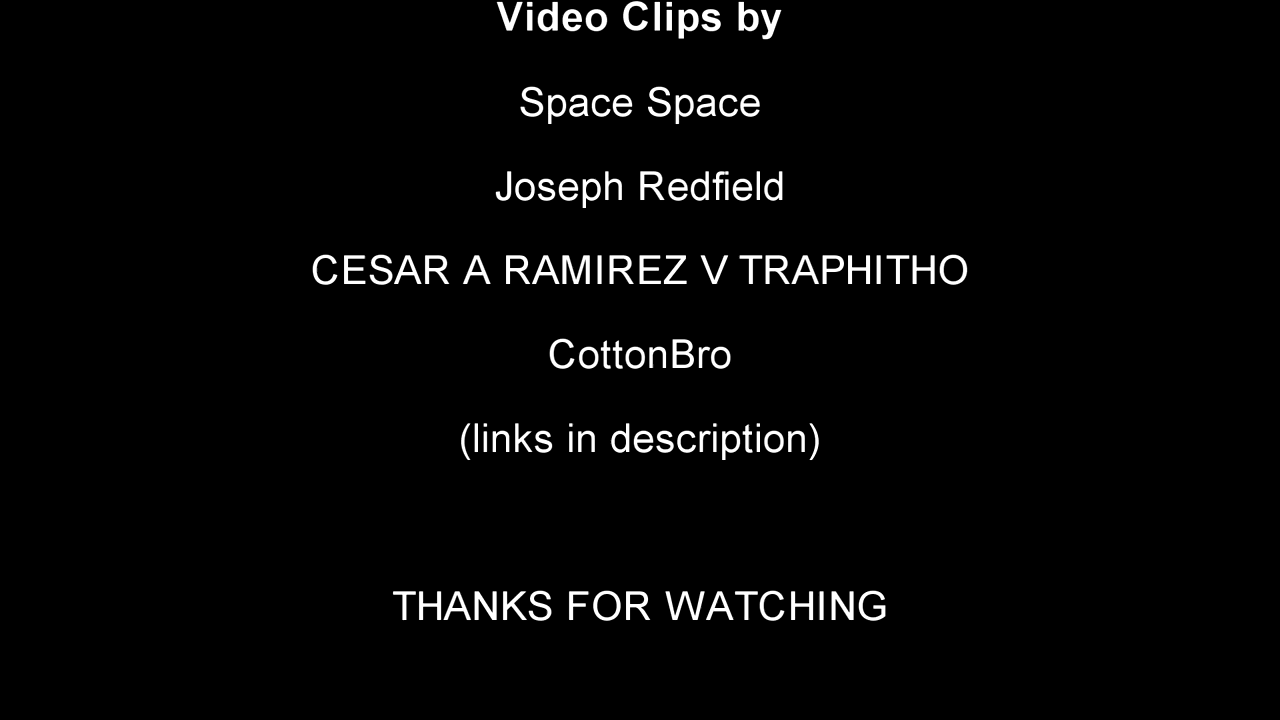 Video Clips by
Space Space
Joseph Redfield
CESAR A RAMIREZ V TRAPHITHO
CottonBro
(links in description)
THANKS FOR WATCHING